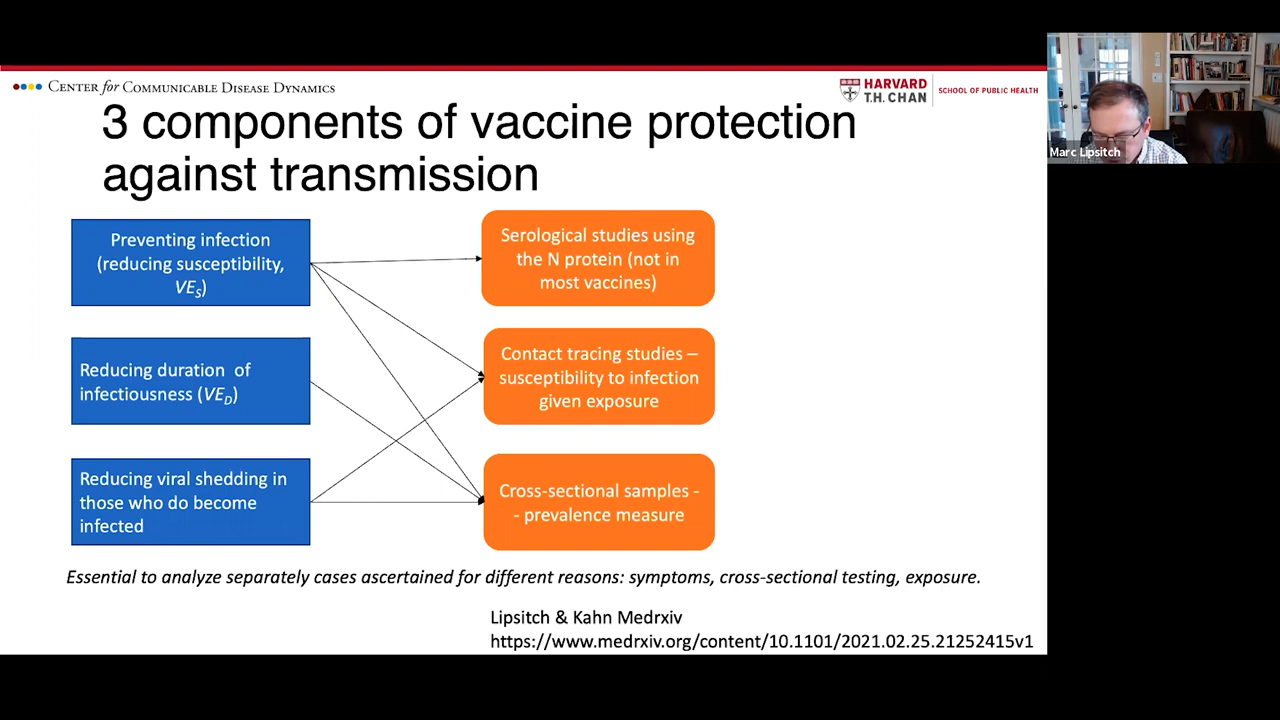 CENTER for COMMUNICABLE DISEASE DYNAMICS
HARVARD
T.H. CHAN
SCHOOL OF PUBLIC HEALTH
Marc Lipsitch
3 components of vaccine protection
against transmission
Preventing infection
(reducing susceptibility,
VES)
Serological studies using
the N protein (not in
most vaccines)
Reducing duration of
infectiousness (VED)
Contact tracing studies –
susceptibility to infection
given exposure
Reducing viral shedding in
those who do become
infected
Cross-sectional samples -
- prevalence measure
Essential to analyze separately cases ascertained for different reasons: symptoms, cross-sectional testing, exposure.
Lipsitch & Kahn Medrxiv
https://www.medrxiv.org/content/10.1101/2021.02.25.21252415v1